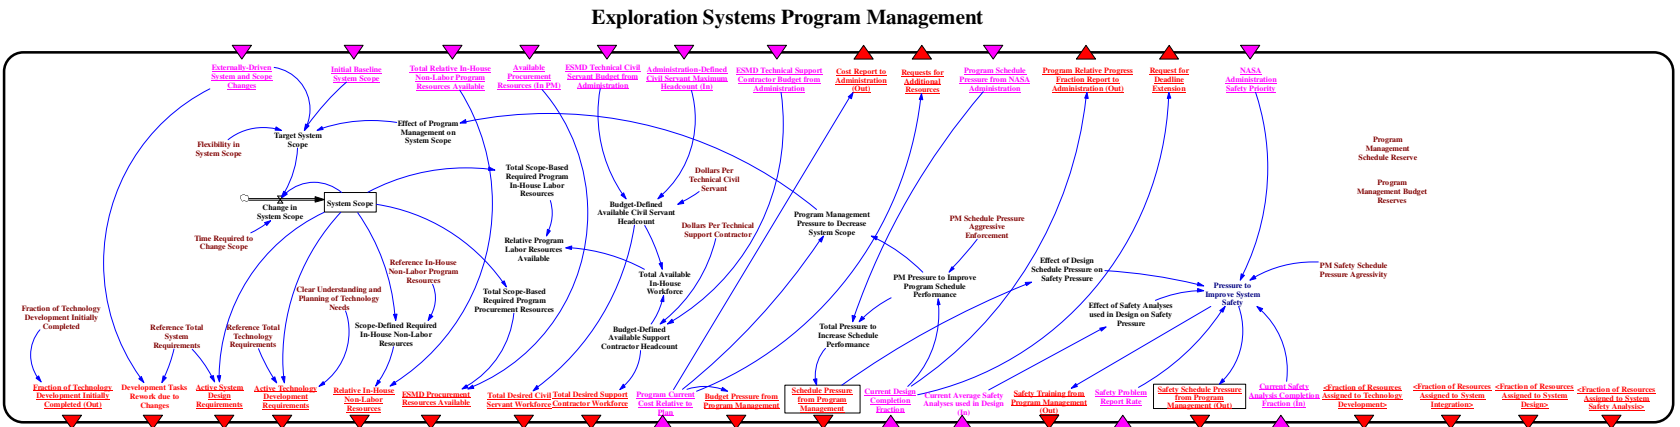 Exploration Systems Program Management
Externally-Driven
System and Scope
Changes
Initial Baseline
System Scope
Total Relative In-House
Non-Labor Program
Resources Available
Available
Procurement
Resources (In PM)
ESMD Technical Civil
Servant Budget from
Administration
Administration-Defined
Civil Servant Maximum
Headcount (In)
ESMD Technical Support
Contractor Budget from
Administration
Cost Report to
Administration
(Out)
Requests for
Additional
Resources
Program Schedule
Pressure from NASA
Administration
Program Relative Progress
Fraction Report to
Administration (Out)
Request for
Deadline
Extension
NASA
Administration
Safety Priority
Flexibility in
System Scope
Target System
Scope
Effect of Program
Management on
System Scope
Program
Management
Schedule Reserve
Program
Management Budget
Reserves
Total Scope-Based
Required Program
In-House Labor
Resources
Dollars Per
Technical Civil
Servant
System Scope
Change in
System Scope
Time Required to
Change Scope
Budget-Defined
Available Civil Servant
Headcount
Dollars Per Technical
Support Contractor
Program Management
Pressure to Decrease
System Scope
PM Schedule Pressure
Aggressive
Enforcement
Relative Program
Labor Resources
Available
Reference In-House
Non-Labor Program
Resources
Total Available
In-House
Workforce
PM Pressure to Improve
Program Schedule
Performance
Effect of Design
Schedule Pressure on
Safety Pressure
PM Safety Schedule
Pressure Agressivity
Clear Understanding and
Planning of Technology
Needs
Total Scope-Based
Required Program
Procurement Resources
Pressure to
Improve System
Safety
Effect of Safety Analyses
used in Design on Safety
Pressure
Fraction of Technology
Development Initially
Completed
Reference Total
System
Requirements
Reference Total
Technology
Requirements
Scope-Defined Required
In-House Non-Labor
Resources
Budget-Defined
Available Support
Contractor Headcount
Total Pressure to
Increase Schedule
Performance
Fraction of Technology
Development Initially
Completed (Out)
Development Tasks
Rework due to
Changes
Active System
Design
Requirements
Active Technology
Development
Requirements
Relative In-House
Non-Labor
Resources
ESMD Procurement
Resources Available
Total Desired Civil
Servant Workforce
Total Desired Support
Contractor Workforce
Program Current
Cost Relative to
Plan
Budget Pressure from
Program Management
Schedule Pressure
from Program
Management
Current Design
Completion
Fraction
Current Average Safety
Analyses used in Design
(In)
Safety Training from
Program Management
(Out)
Safety Problem
Report Rate
Safety Schedule Pressure
from Program
Management (Out)
Current Safety
Analysis Completion
Fraction (In)
<Fraction of Resources
Assigned to Technology
Development>
<Fraction of Resources
Assigned to System
Integration>
<Fraction of Resources
Assigned to System
Design>
<Fraction of Resources
Assigned to System
Safety Analysis>